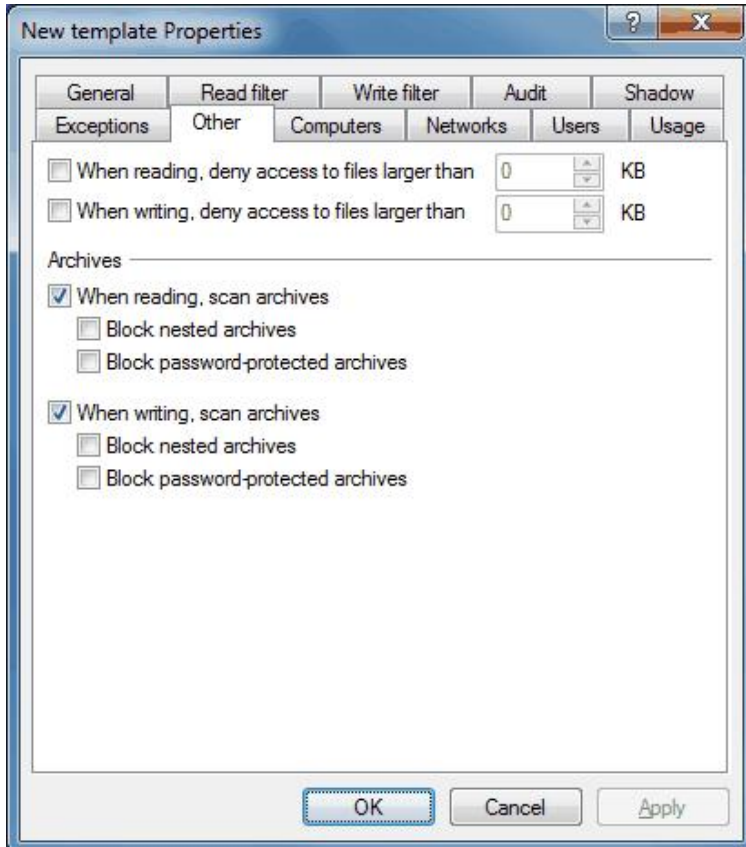 New template Properties
General Read filter Write filter Audit Shadow
Exceptions Other Computers Networks Users Usage
When reading, deny access to files larger than 0 KB
When writing, deny access to files larger than 0 KB
Archives
When reading, scan archives
Block nested archives
Block password-protected archives
When writing, scan archives
Block nested archives
Block password-protected archives
OK Cancel Apply